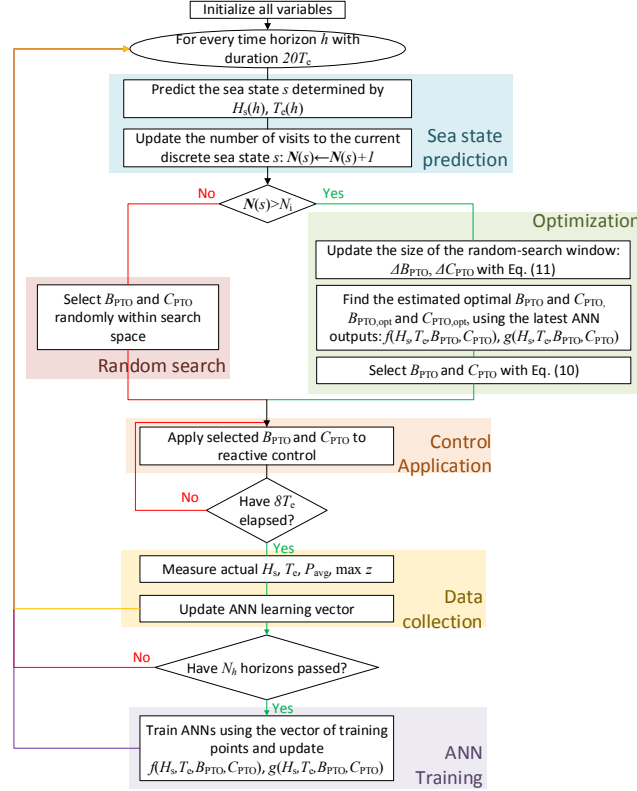 Initialize all variables
For every time horizon h with
duration 20Te
Predict the sea state s determined by
Hs(h), Te(h)
Update the number of visits to the current
discrete sea state s: N(s)←N(s)+1
Sea state
prediction
No
N(s)>Ni
Yes
Optimization
Update the size of the random-search window:
ΔBPTO, ΔCPTO with Eq. (11)
Find the estimated optimal BPTO and CPTO,
BPTO,opt and CPTO,opt, using the latest ANN
outputs: f(Hs,Te,BPTO,CPTO), g(Hs,Te,BPTO,CPTO)
Select BPTO and CPTO with Eq. (10)
Select BPTO and CPTO
randomly within search
space
Random search
Apply selected BPTO and CPTO to
reactive control
Control
Application
No
Have 8Te
elapsed?
Yes
Measure actual Hs, Te, Pavg, max z
Update ANN learning vector
Data
collection
No
Have Nh horizons passed?
Yes
Train ANNs using the vector of training
points and update
f(Hs,Te,BPTO,CPTO), g(Hs,Te,BPTO,CPTO)
ANN
Training